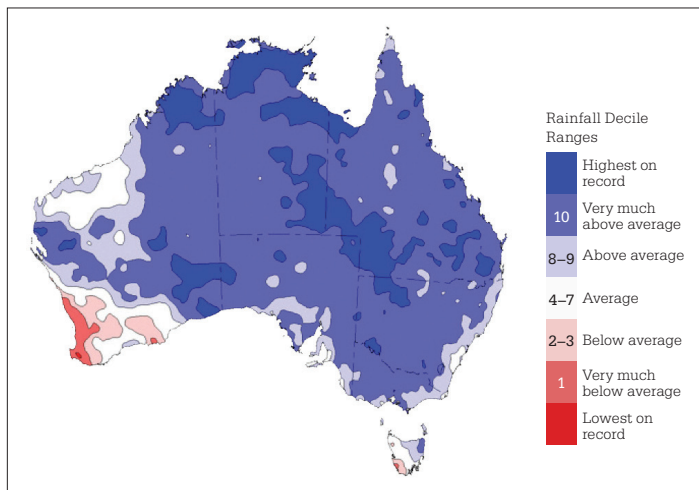 Rainfall Decile
Ranges
Highest on
record
10
Very much
above average
8–9
Above average
4–7
Average
2–3
Below average
1
Very much
below average
Lowest on
record